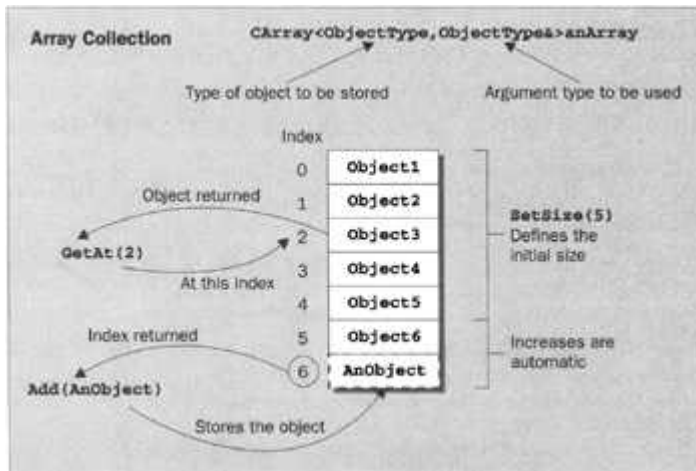 Array Collection
CArray<ObjectType,ObjectType&>anArray
Type of object to be stored
Argument type to be used
Index
0 Object1
1 Object2
2 Object3
3 Object4
4 Object5
5 Object6
6 AnObject
Object returned
GetAt(2)
At this index
Index returned
Add(AnObject)
Stores the object
SetSize(5)
Defines the
initial size
Increases are
automatic